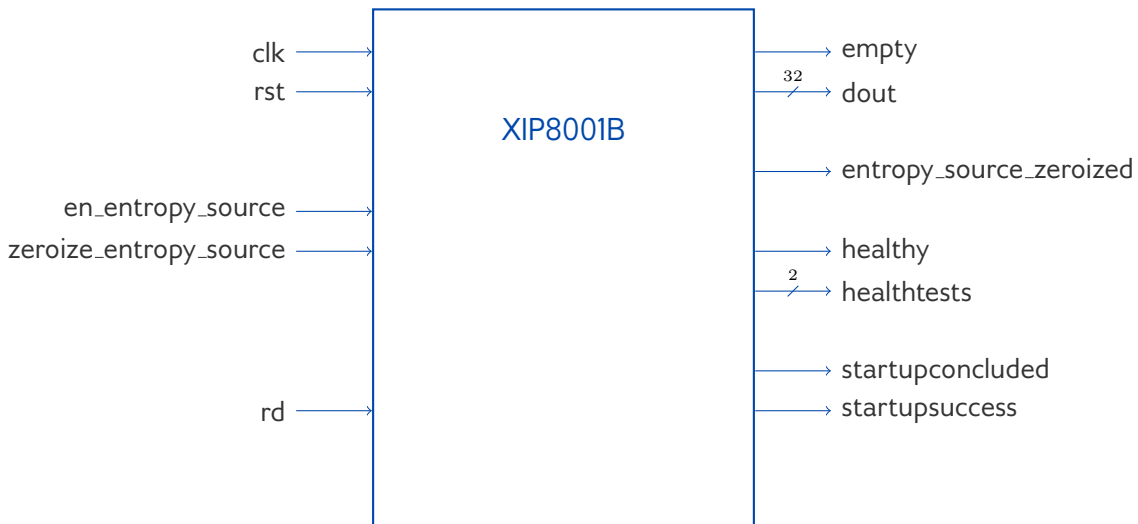 clk
rst
en_entropy_source
zeroize_entropy_source
rd
XIP8001B
empty
32
dout
entropy_source_zeroized
healthy
2
healthtests
startupconcluded
startupsuccess